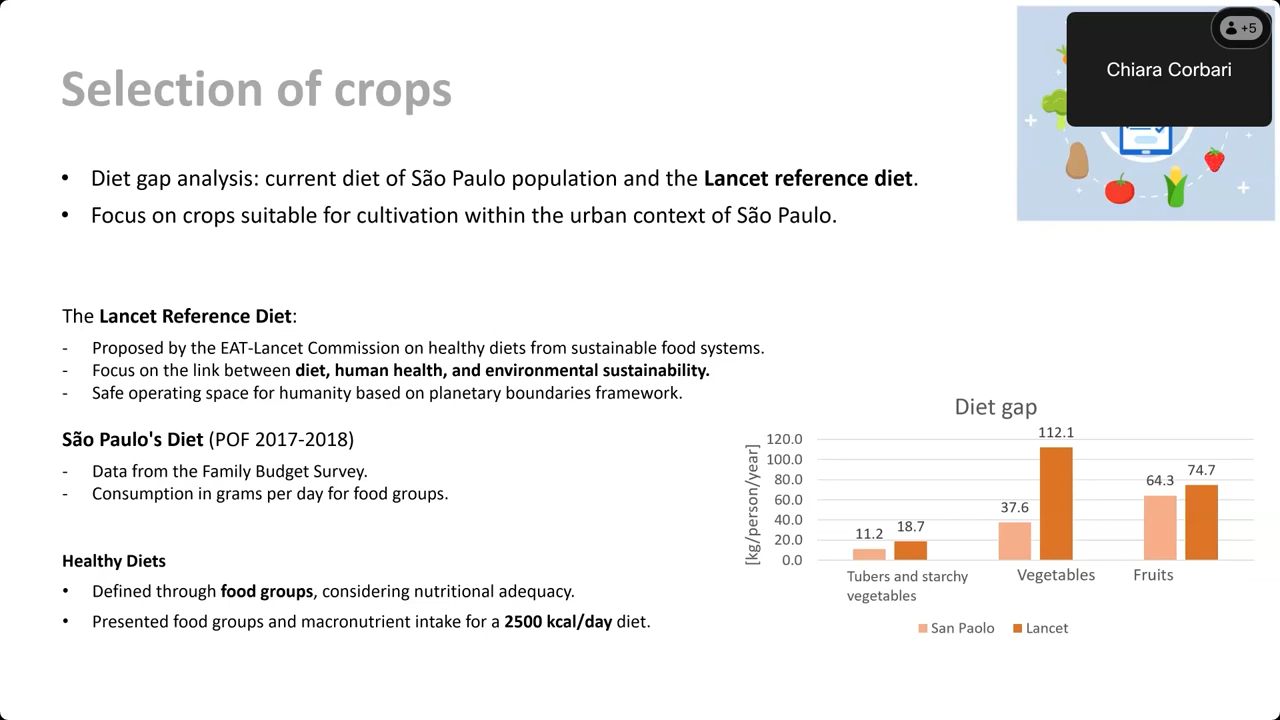 +5
Chiara Corbari
Selection of crops
• Diet gap analysis: current diet of São Paulo population and the Lancet reference diet.
• Focus on crops suitable for cultivation within the urban context of São Paulo.
The Lancet Reference Diet:
- Proposed by the EAT-Lancet Commission on healthy diets from sustainable food systems.
- Focus on the link between diet, human health, and environmental sustainability.
- Safe operating space for humanity based on planetary boundaries framework.
São Paulo's Diet (POF 2017-2018)
- Data from the Family Budget Survey.
- Consumption in grams per day for food groups.
Healthy Diets
• Defined through food groups, considering nutritional adequacy.
• Presented food groups and macronutrient intake for a 2500 kcal/day diet.
Diet gap
[kg/person/year]
120.0
100.0
80.0
60.0
40.0
20.0
0.0
11.2
18.7
37.6
112.1
64.3
74.7
Tubers and starchy
vegetables
Vegetables
Fruits
San Paolo
Lancet